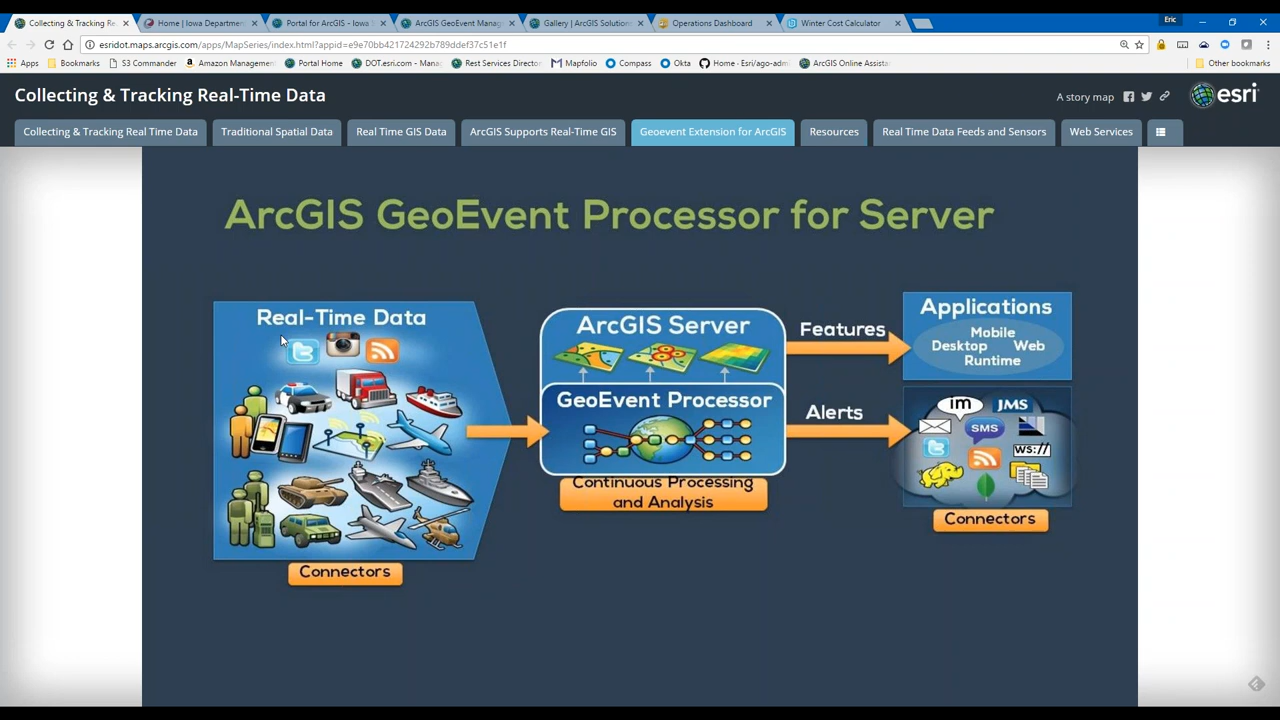 Collecting & Tracking Re
Home | Iowa Departmen
Portal for ArcGIS - Iowa
ArcGIS GeoEvent Manag
Gallery | ArcGIS Solution
Operations Dashboard
Winter Cost Calculator
Eric
esridot.maps.arcgis.com/apps/MapSeries/index.html?appid=e9e70bb421724292b789ddef37c51e1f
Apps
Bookmarks
S3 Commander
Amazon Managemen
Portal Home
DOT.esri.com - Mana
Rest Services Director
Mapfolio
Compass
Okta
Home · Esri/ago-adm
ArcGIS Online Assista
Other bookmarks
Collecting & Tracking Real-Time Data
A story map
esri
Collecting & Tracking Real Time Data
Traditional Spatial Data
Real Time GIS Data
ArcGIS Supports Real-Time GIS
Geoevent Extension for ArcGIS
Resources
Real Time Data Feeds and Sensors
Web Services
ArcGIS GeoEvent Processor for Server
Real-Time Data
Connectors
ArcGIS Server
GeoEvent Processor
Continuous Processing
and Analysis
Features
Alerts
Applications
Mobile
Desktop Web
Runtime
im
JMS
SMS
ws://
Connectors